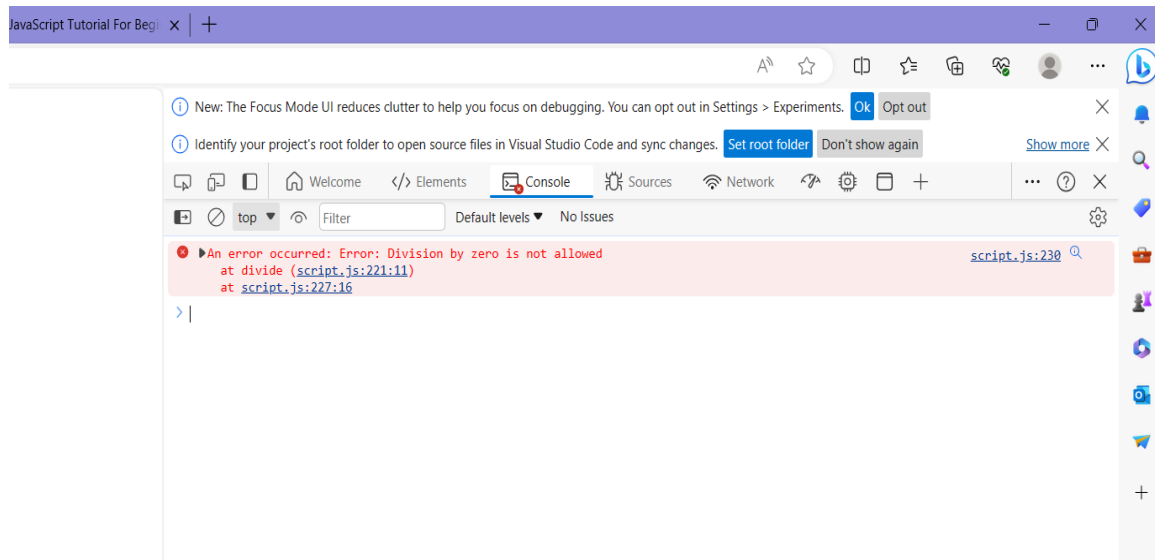 JavaScript Tutorial For Begi
New: The Focus Mode UI reduces clutter to help you focus on debugging. You can opt out in Settings > Experiments. Ok Opt out
Identify your project's root folder to open source files in Visual Studio Code and sync changes. Set root folder Don't show again Show more
Welcome </> Elements Console Sources Network
top Filter Default levels No Issues
An error occurred: Error: Division by zero is not allowed script.js:230
at divide (script.js:221:11)
at script.js:227:16
>